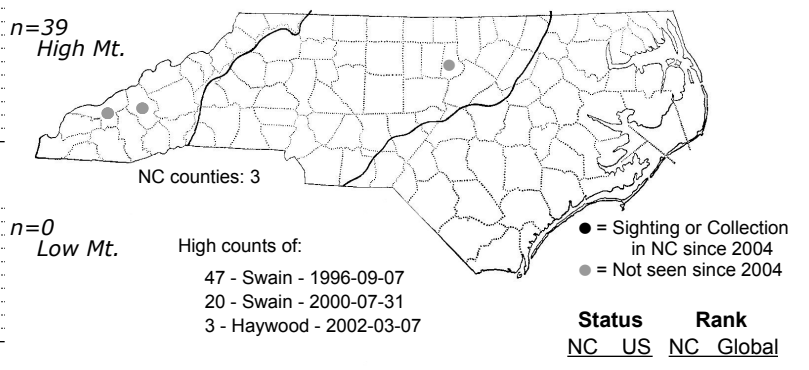 n=39
High Mt.
NC counties: 3
n=0
Low Mt.
High counts of:
47 - Swain - 1996-09-07
20 - Swain - 2000-07-31
3 - Haywood - 2002-03-07
● = Sighting or Collection
in NC since 2004
● = Not seen since 2004
Status Rank
NC US NC Global